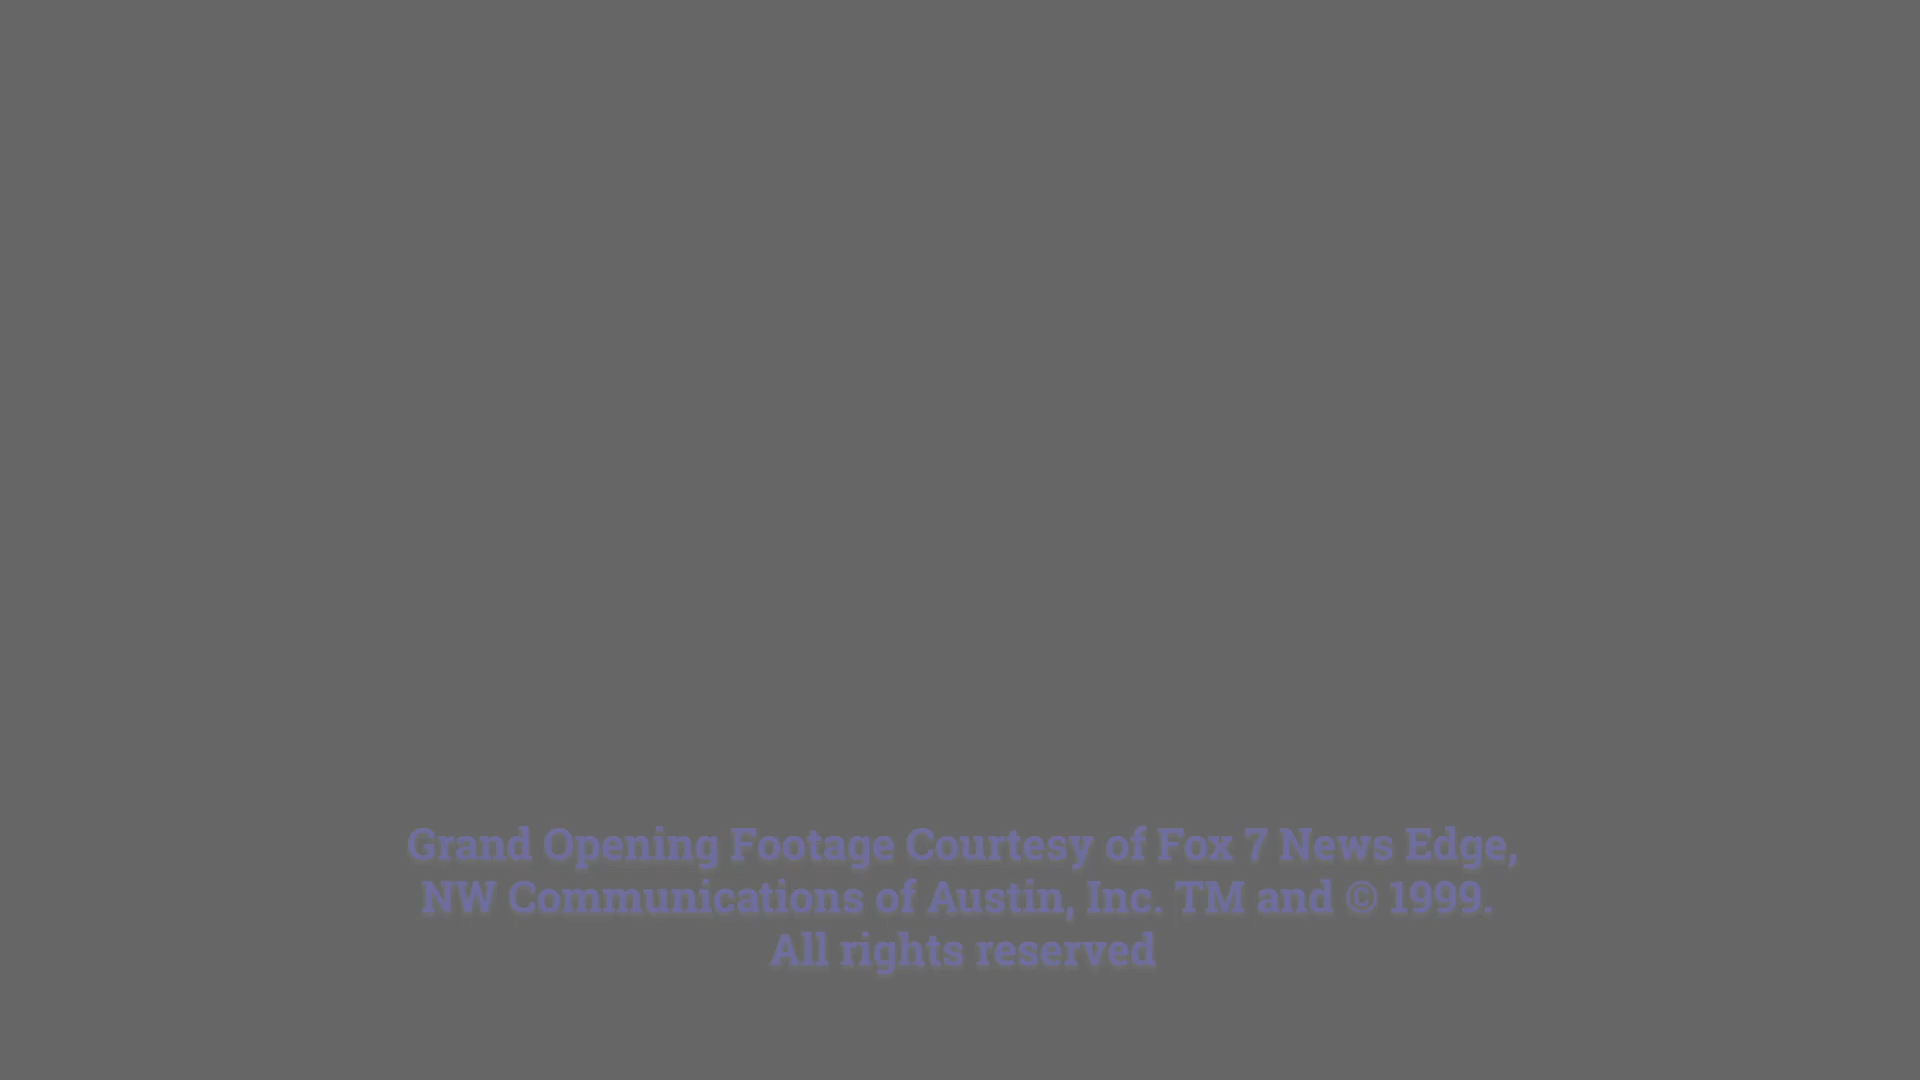 Grand Opening Footage Courtesy of Fox 7 News Edge,
NW Communications of Austin, Inc. TM and © 1999.
All rights reserved